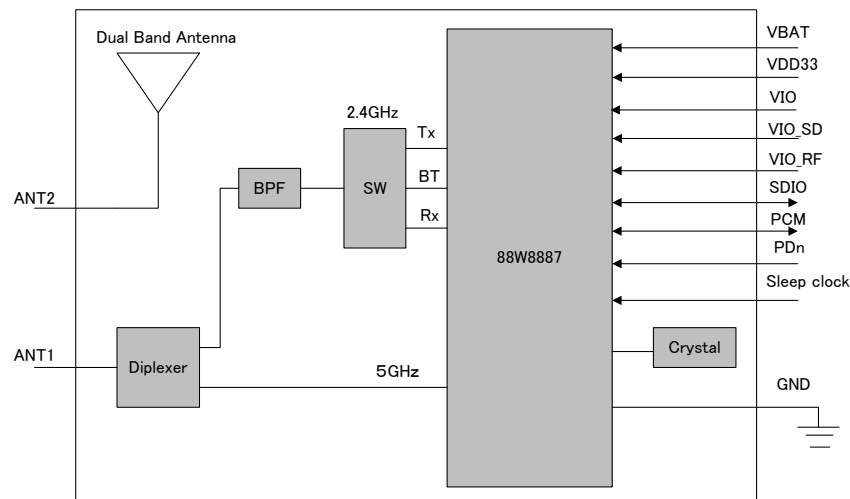 Dual Band Antenna
VBAT
VDD33
VIO
2.4GHz
Tx
VIO_SD
VIO_RF
BPF
SW
BT
SDIO
ANT2
Rx
PCM
88W8887
PDn
Sleep clock
ANT1
Diplexer
5GHz
Crystal
GND